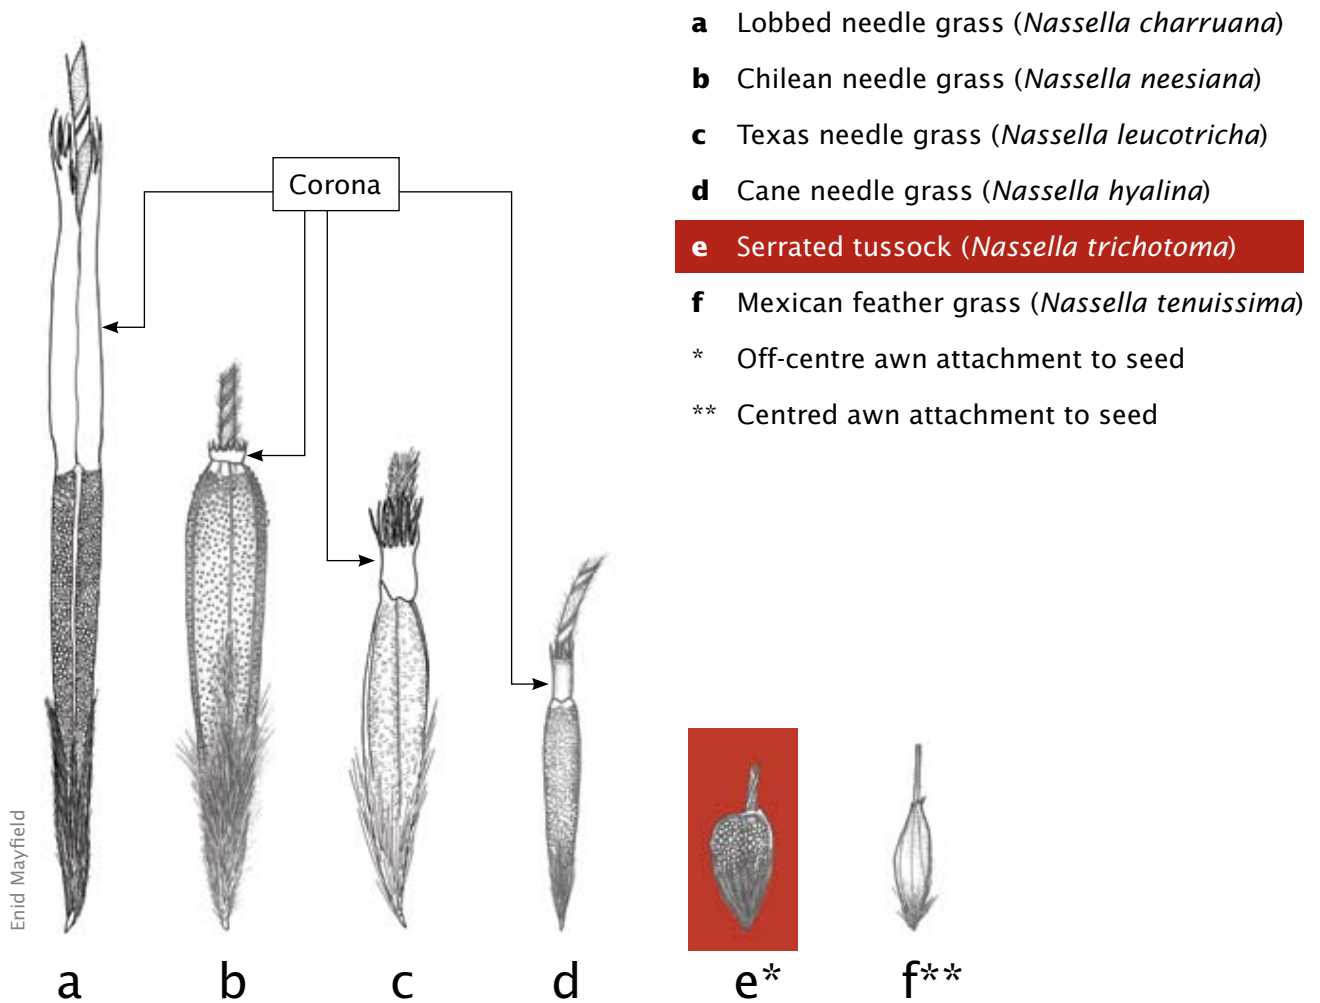 a Lobbed needle grass (Nassella charruana)
b Chilean needle grass (Nassella neesiana)
c Texas needle grass (Nassella leucotricha)
d Cane needle grass (Nassella hyalina)
e Serrated tussock (Nassella trichotoma)
f Mexican feather grass (Nassella tenuissima)
* Off-centre awn attachment to seed
** Centred awn attachment to seed
Corona
Enid Mayfield
a b c d e* f**